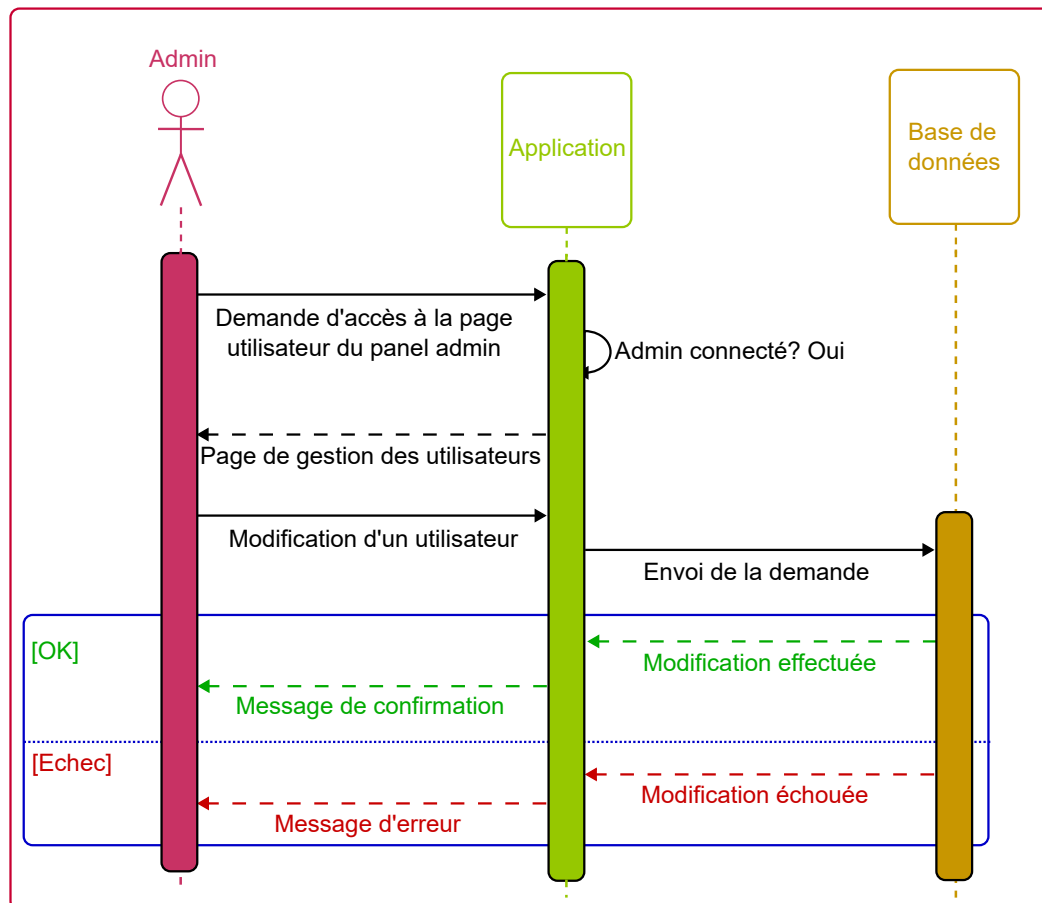 Admin
Application
Base de
données
Demande d'accès à la page
utilisateur du panel admin
Admin connecté? Oui
Page de gestion des utilisateurs
Modification d'un utilisateur
Envoi de la demande
[OK]
Modification effectuée
Message de confirmation
[Echec]
Modification échouée
Message d'erreur